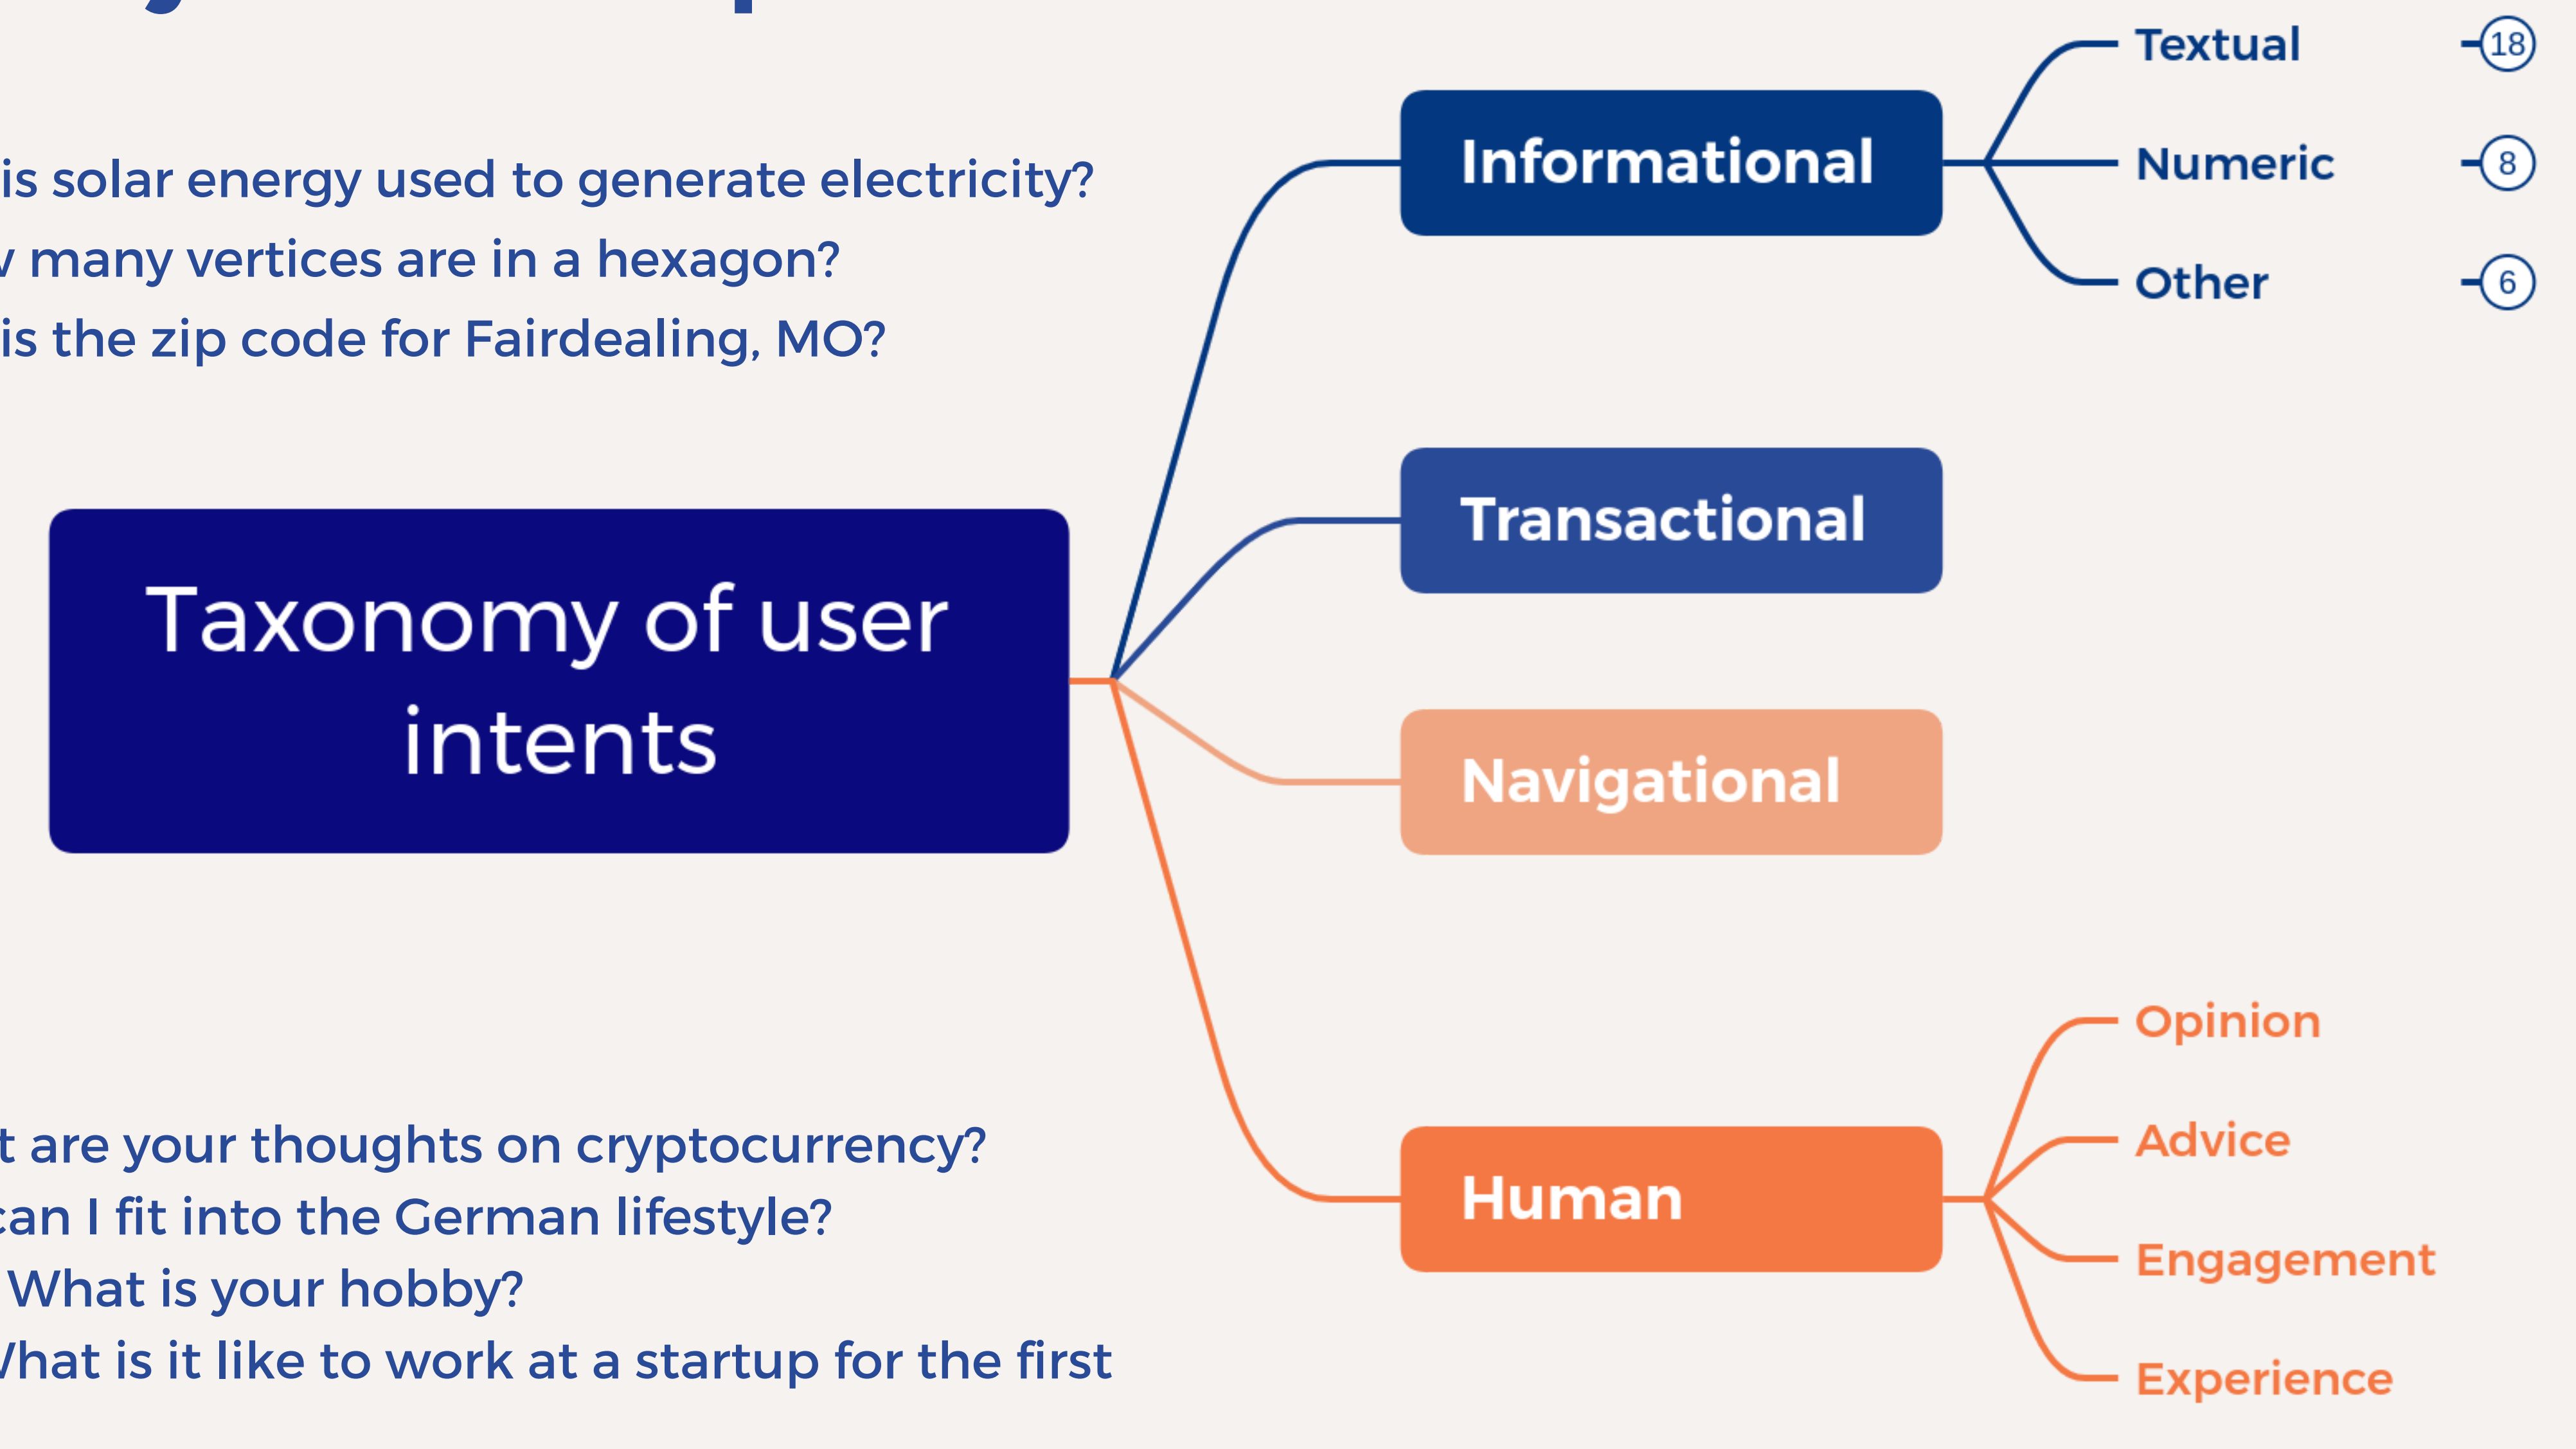 is solar energy used to generate electricity?
many vertices are in a hexagon?
is the zip code for Fairdealing, MO?
Taxonomy of user
intents
are your thoughts on cryptocurrency?
can I fit into the German lifestyle?
What is your hobby?
What is it like to work at a startup for the first
Informational
Textual
18
Numeric
8
Other
6
Transactional
Navigational
Human
Opinion
Advice
Engagement
Experience